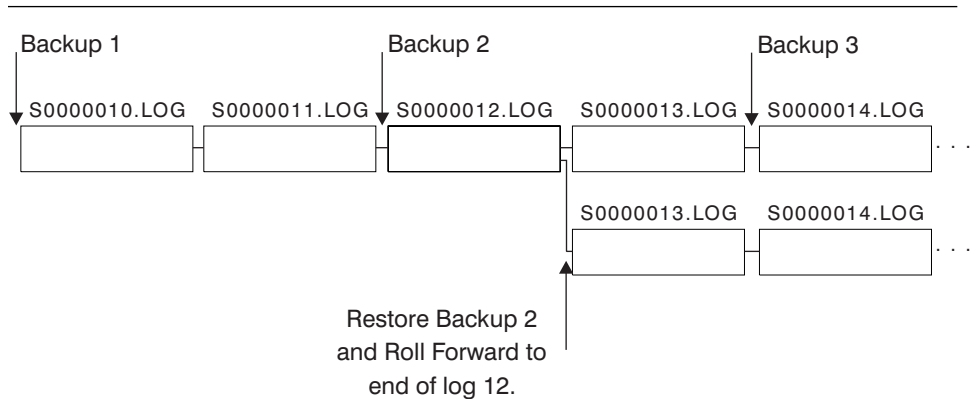 Backup 1 Backup 2 Backup 3
S0000010.LOG S0000011.LOG S0000012.LOG S0000013.LOG S0000014.LOG
. . .
S0000013.LOG S0000014.LOG
. . .
Restore Backup 2
and Roll Forward to
end of log 12.